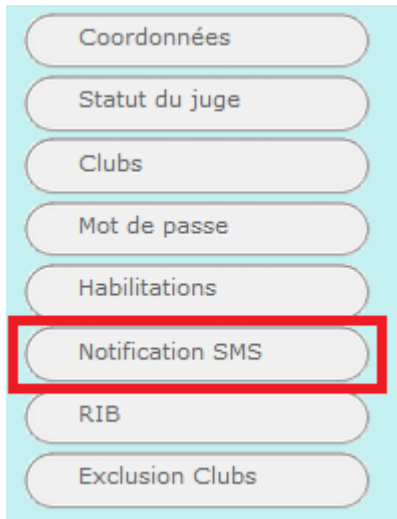 Coordonnées
Statut du juge
Clubs
Mot de passe
Habilitations
Notification SMS
RIB
Exclusion Clubs